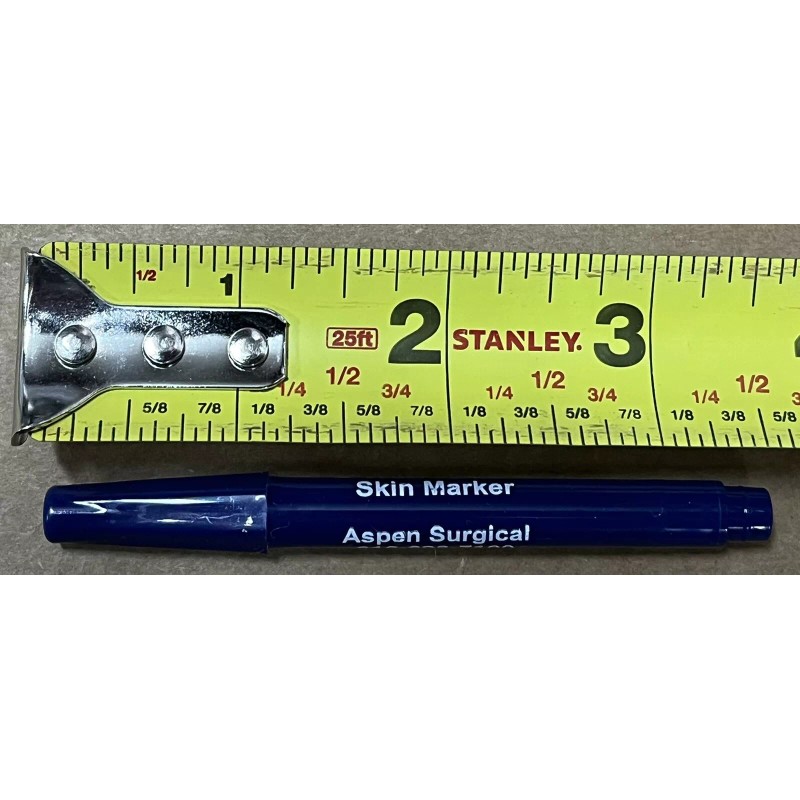 1/2 1
25ft 2 STANLEY. 3
1/4 1/2 3/4 1/4 1/2 3/4 1/4 1/2
5/8 7/8 1/8 3/8 5/8 7/8 1/8 3/8 5/8 7/8 1/8 3/8 5/8
Skin Marker
Aspen Surgical